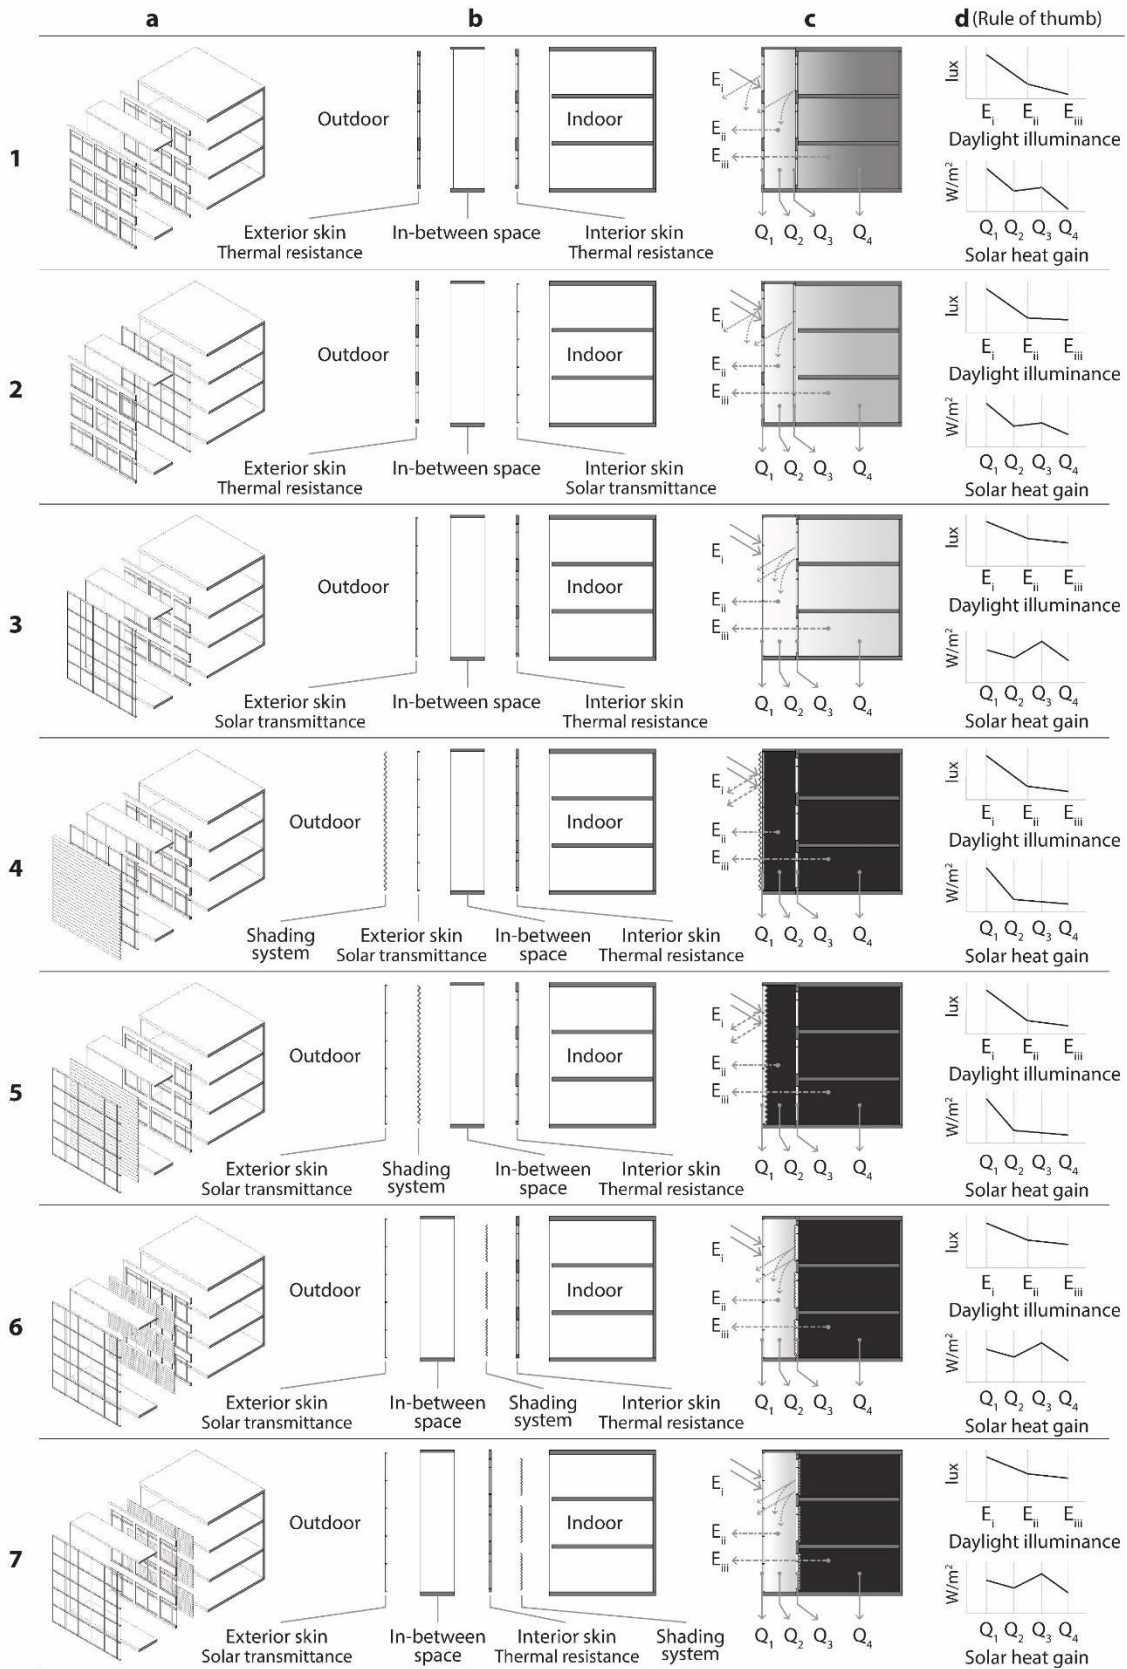 a b c d (Rule of thumb)
1
Outdoor
Indoor
Exterior skin
Thermal resistance
In-between space
Interior skin
Thermal resistance
Ei
Eii
Eiii
Q1 Q2 Q3 Q4
lux
Ei Eii Eiii
Daylight illuminance
W/m²
Q1 Q2 Q3 Q4
Solar heat gain
2
Outdoor
Indoor
Exterior skin
Thermal resistance
In-between space
Interior skin
Solar transmittance
Ei
Eii
Eiii
Q1 Q2 Q3 Q4
lux
Ei Eii Eiii
Daylight illuminance
W/m²
Q1 Q2 Q3 Q4
Solar heat gain
3
Outdoor
Indoor
Exterior skin
Solar transmittance
In-between space
Interior skin
Thermal resistance
Ei
Eii
Eiii
Q1 Q2 Q3 Q4
lux
Ei Eii Eiii
Daylight illuminance
W/m²
Q1 Q2 Q3 Q4
Solar heat gain
4
Outdoor
Indoor
Shading
system
Exterior skin
Solar transmittance
In-between
space
Interior skin
Thermal resistance
Ei
Eii
Eiii
Q1 Q2 Q3 Q4
lux
Ei Eii Eiii
Daylight illuminance
W/m²
Q1 Q2 Q3 Q4
Solar heat gain
5
Outdoor
Indoor
Exterior skin
Solar transmittance
Shading
system
In-between
space
Interior skin
Thermal resistance
Ei
Eii
Eiii
Q1 Q2 Q3 Q4
lux
Ei Eii Eiii
Daylight illuminance
W/m²
Q1 Q2 Q3 Q4
Solar heat gain
6
Outdoor
Indoor
Exterior skin
Solar transmittance
In-between
space
Shading
system
Interior skin
Thermal resistance
Ei
Eii
Eiii
Q1 Q2 Q3 Q4
lux
Ei Eii Eiii
Daylight illuminance
W/m²
Q1 Q2 Q3 Q4
Solar heat gain
7
Outdoor
Indoor
Exterior skin
Solar transmittance
In-between
space
Interior skin
Thermal resistance
Shading
system
Ei
Eii
Eiii
Q1 Q2 Q3 Q4
lux
Ei Eii Eiii
Daylight illuminance
W/m²
Q1 Q2 Q3 Q4
Solar heat gain